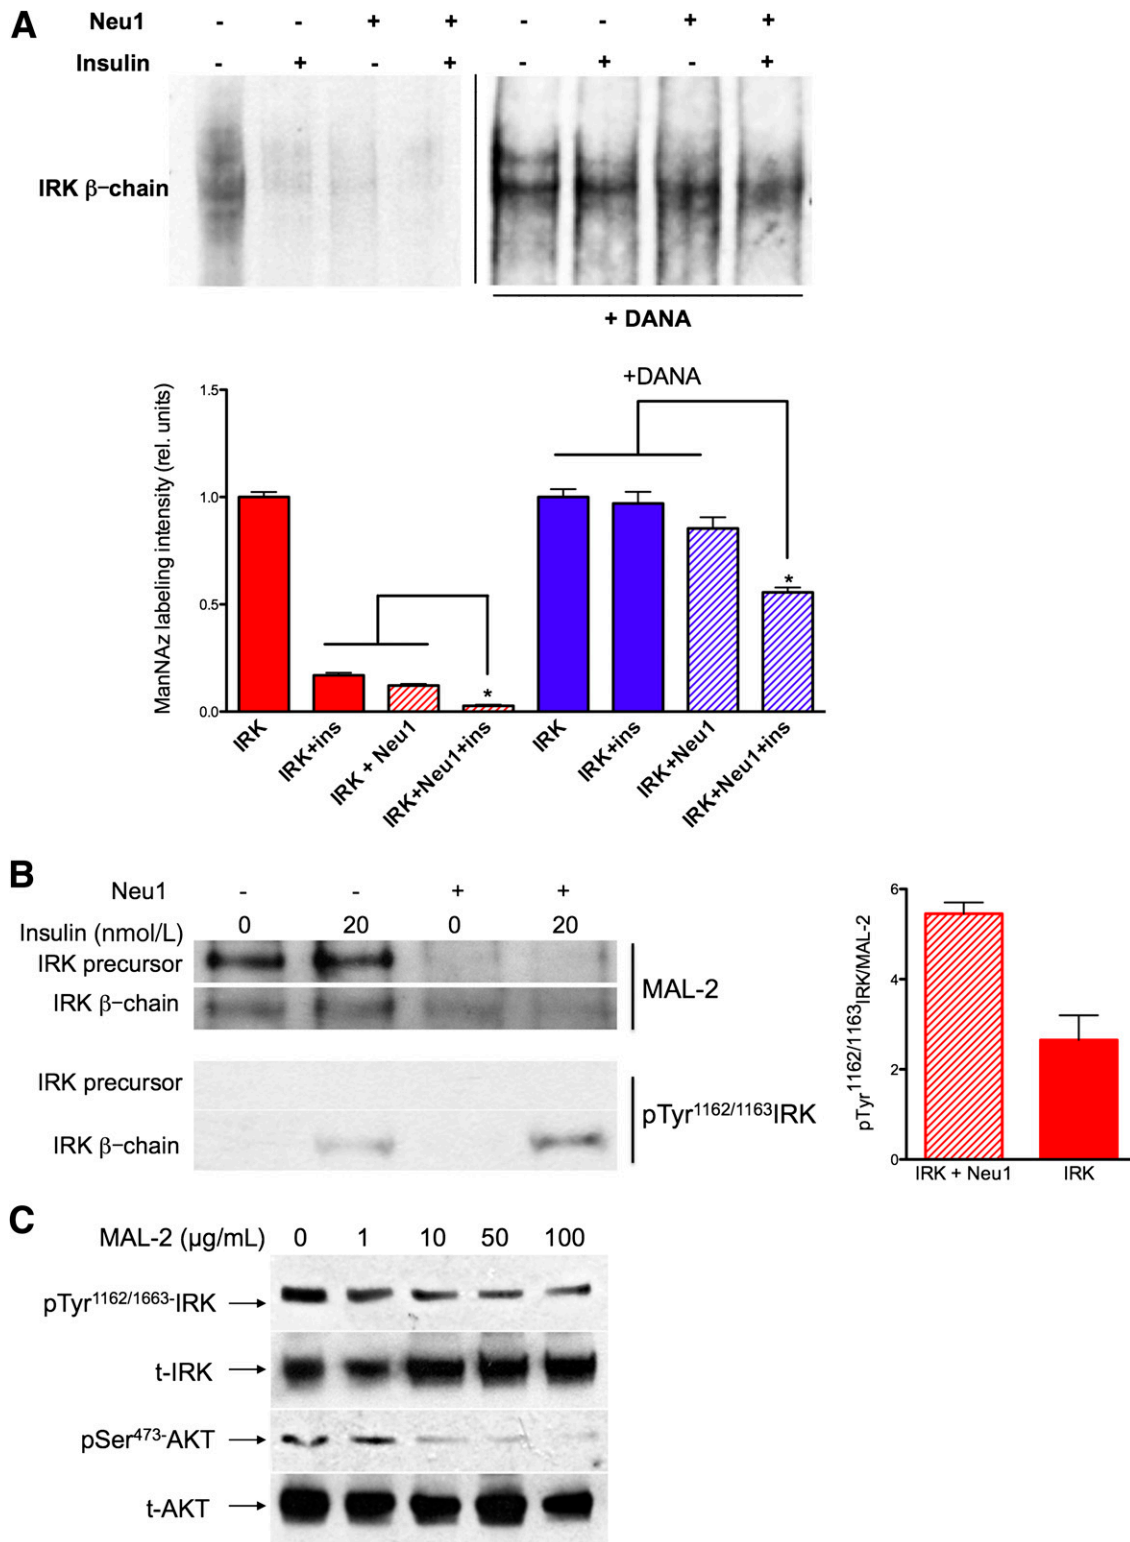 A
Neu1 - - + + - - + +
Insulin - + - + - + - +
IRK β-chain
+ DANA
ManNAz labeling intensity (rel. units)
1.5
1.0
0.5
0.0
+DANA
*
*
IRK
IRK+ins
IRK + Neu1
IRK+Neu1+ins
IRK
IRK+ins
IRK+Neu1
IRK+Neu1+ins
B
Neu1 - - + +
Insulin (nmol/L) 0 20 0 20
IRK precursor
IRK β-chain
MAL-2
IRK precursor
IRK β-chain
pTyr1162/1163IRK
pTyr1162/1163IRK/MAL-2
6
4
2
0
IRK + Neu1
IRK
C
MAL-2 (µg/mL) 0 1 10 50 100
pTyr1162/1663-IRK
t-IRK
pSer473-AKT
t-AKT